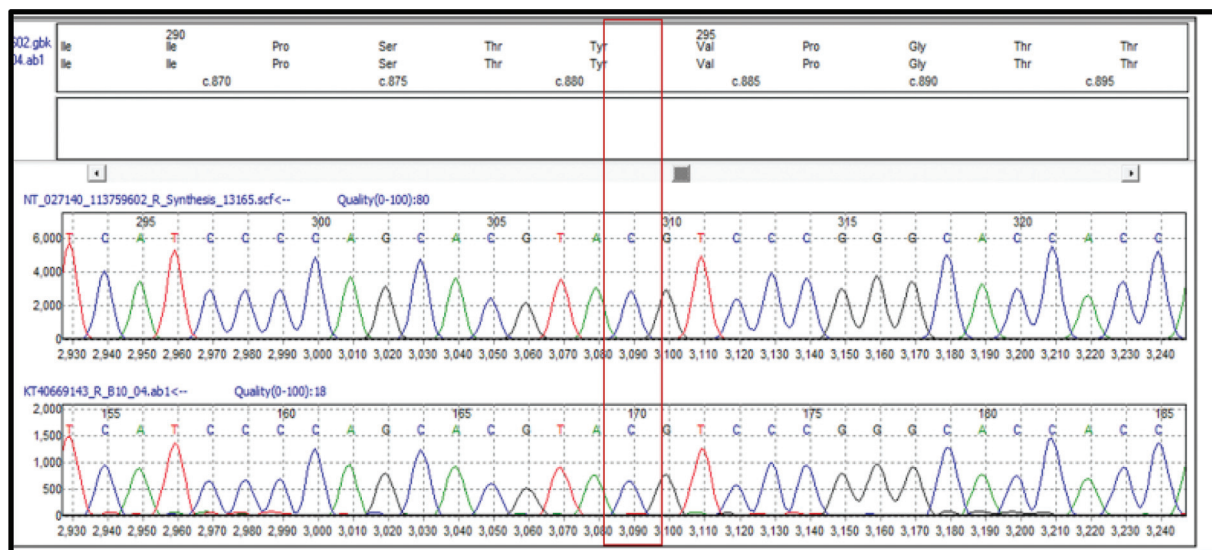 290 295
602.gbk Ile Ile Pro Ser Thr Tyr Val Pro Gly Thr Thr
04.ab1 Ile Ile Pro Ser Thr Tyr Val Pro Gly Thr Thr
c.870 c.875 c.880 c.885 c.890 c.895
NT_027140_113759602_R_Synthesis_13165.scf<-- Quality(0-100):80
295 300 305 310 315 320
6,000 T C A T C C C C A G C A C G T A C G T C C C G G G C A C C A C C
4,000
2,000
0
2,930 2,940 2,950 2,960 2,970 2,980 2,990 3,000 3,010 3,020 3,030 3,040 3,050 3,060 3,070 3,080 3,090 3,100 3,110 3,120 3,130 3,140 3,150 3,160 3,170 3,180 3,190 3,200 3,210 3,220 3,230 3,240
KT40669143_R_B10_04.ab1<-- Quality(0-100):18
2,000 155 160 165 170 175 180 185
T C A T C C C C A G C A C G T A C G T C C C G G G C A C C A C C
1,500
1,000
500
0
2,930 2,940 2,950 2,960 2,970 2,980 2,990 3,000 3,010 3,020 3,030 3,040 3,050 3,060 3,070 3,080 3,090 3,100 3,110 3,120 3,130 3,140 3,150 3,160 3,170 3,180 3,190 3,200 3,210 3,220 3,230 3,240